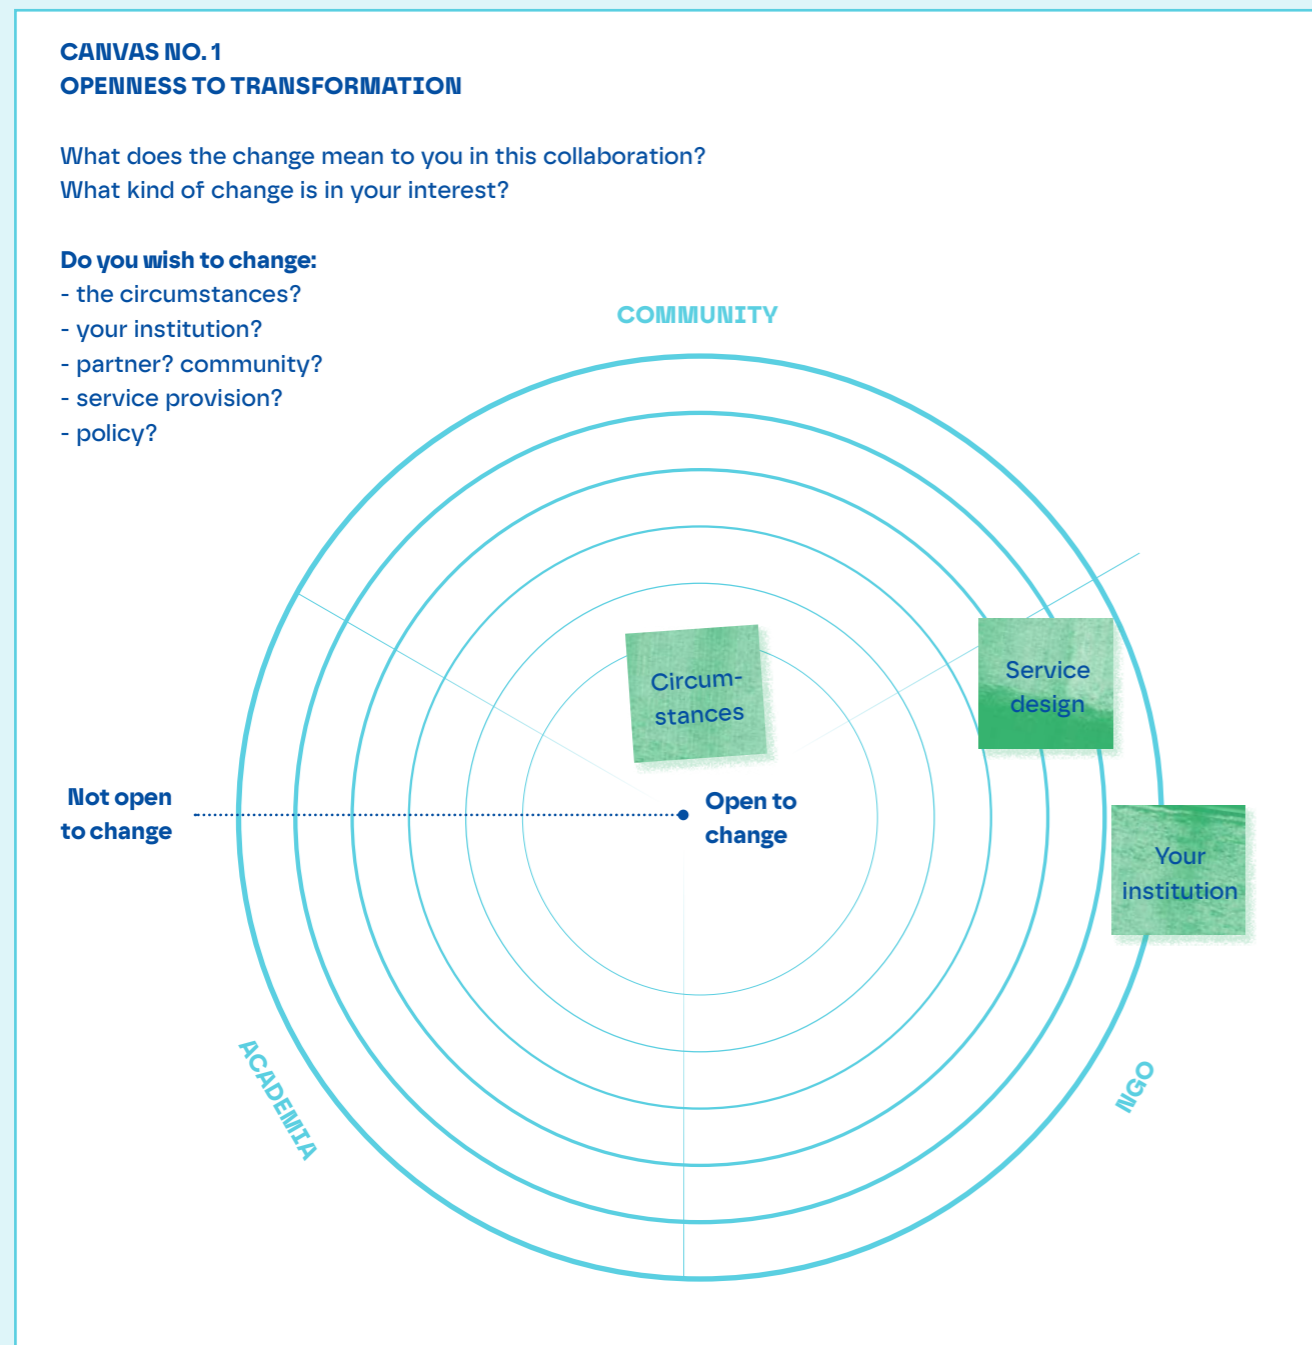 CANVAS NO. 1
OPENNESS TO TRANSFORMATION
What does the change mean to you in this collaboration?
What kind of change is in your interest?
Do you wish to change:
- the circumstances?
- your institution?
- partner? community?
- service provision?
- policy?
COMMUNITY
Circum-
stances
Service
design
Not open
to change
Open to
change
Your
institution
ACADEMIA
NGO